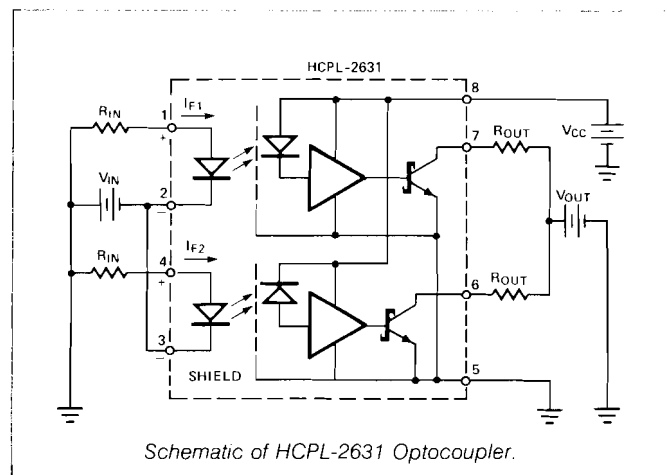 HCPL-2631
8
RIN
1
+
IF1
7
ROUT
VCC
VIN
2
−
VOUT
RIN
4
+
IF2
6
ROUT
3
−
SHIELD
5
Schematic of HCPL-2631 Optocoupler.